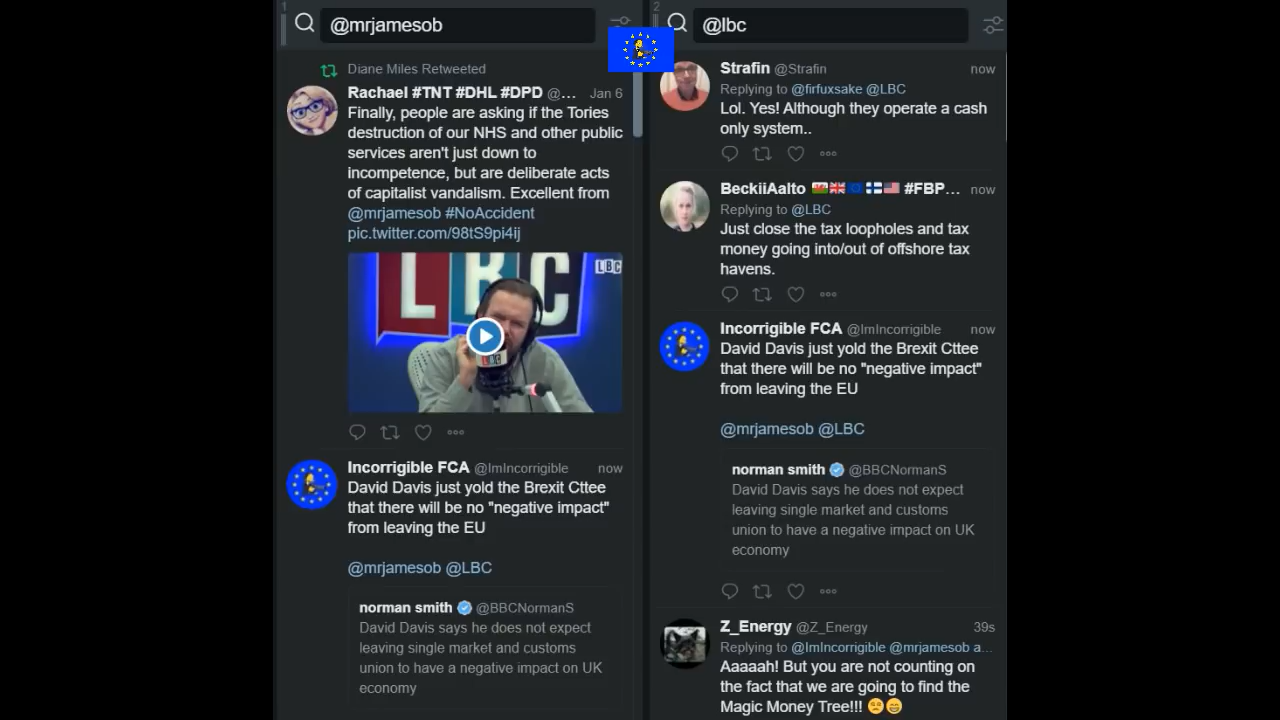 1
@mrjamesob
Diane Miles Retweeted
Rachael #TNT #DHL #DPD @... Jan 6
Finally, people are asking if the Tories
destruction of our NHS and other public
services aren't just down to
incompetence, but are deliberate acts
of capitalist vandalism. Excellent from
@mrjamesob #NoAccident
pic.twitter.com/98tS9pi4ij
LBC
LBC
LBC
Incorrigible FCA @ImIncorrigible now
David Davis just yold the Brexit Cttee
that there will be no "negative impact"
from leaving the EU
@mrjamesob @LBC
norman smith @BBCNormanS
David Davis says he does not expect
leaving single market and customs
union to have a negative impact on UK
economy
2
@lbc
Strafin @Strafin now
Replying to @firfuxsake @LBC
Lol. Yes! Although they operate a cash
only system..
BeckiiAalto 🏴󠁧󠁢󠁷󠁬󠁳󠁿🇬🇧🇪🇺🇫🇮🇺🇸 #FBP... now
Replying to @LBC
Just close the tax loopholes and tax
money going into/out of offshore tax
havens.
Incorrigible FCA @ImIncorrigible now
David Davis just yold the Brexit Cttee
that there will be no "negative impact"
from leaving the EU
@mrjamesob @LBC
norman smith @BBCNormanS
David Davis says he does not expect
leaving single market and customs
union to have a negative impact on UK
economy
Z_Energy @Z_Energy 39s
Replying to @ImIncorrigible @mrjamesob a...
Aaaaah! But you are not counting on
the fact that we are going to find the
Magic Money Tree!!! 😲😄